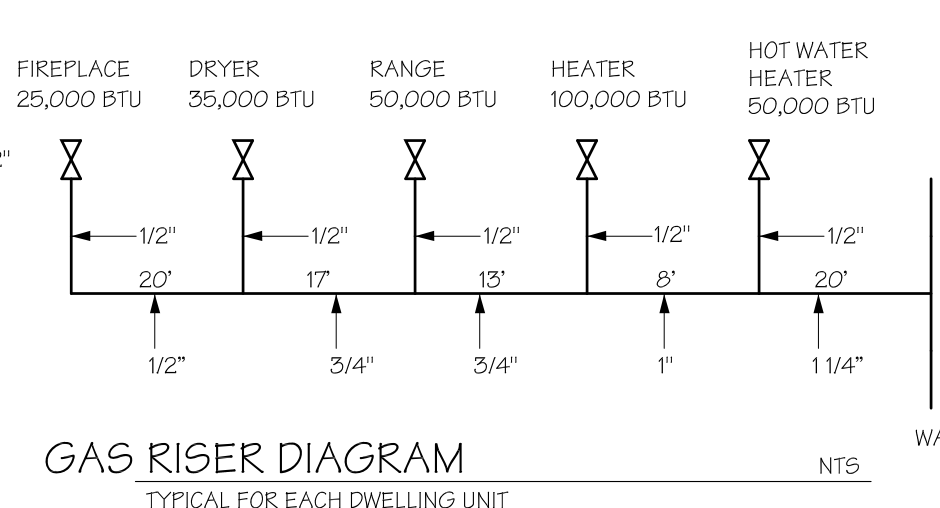 FIREPLACE
25,000 BTU
DRYER
35,000 BTU
RANGE
50,000 BTU
HEATER
100,000 BTU
HOT WATER
HEATER
50,000 BTU
1/2"
1/2"
1/2"
1/2"
1/2"
20'
17'
13'
8'
20'
1/2"
3/4"
3/4"
1"
1 1/4"
GAS RISER DIAGRAM
NTS
TYPICAL FOR EACH DWELLING UNIT